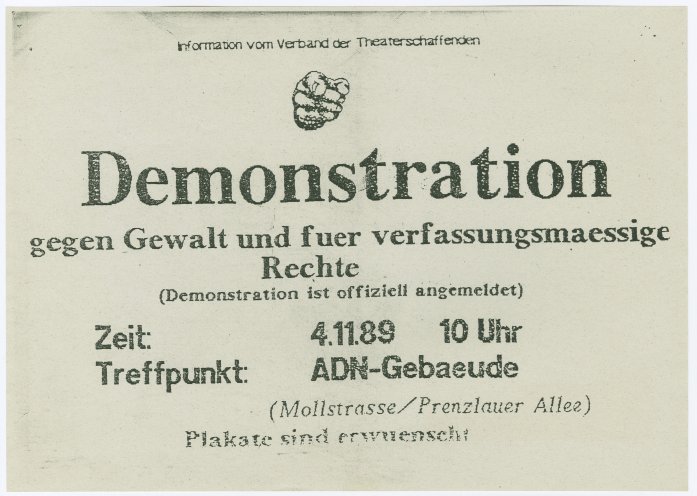 Information vom Verband der Theaterschaffenden
Demonstration
gegen Gewalt und fuer verfassungsmaessige
Rechte
(Demonstration ist offiziell angemeldet)
Zeit: 4.11.89 10 Uhr
Treffpunkt: ADN-Gebaeude
(Mollstrasse/Prenzlauer Allee)
Plakate sind erwuenscht